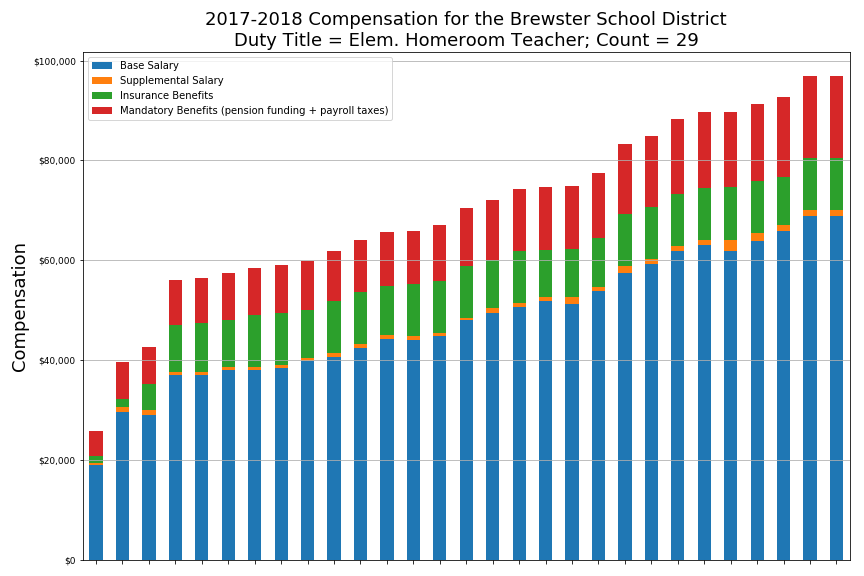 2017-2018 Compensation for the Brewster School District
Duty Title = Elem. Homeroom Teacher; Count = 29
Base Salary
Supplemental Salary
Insurance Benefits
Mandatory Benefits (pension funding + payroll taxes)
Compensation
$100,000
$80,000
$60,000
$40,000
$20,000
$0